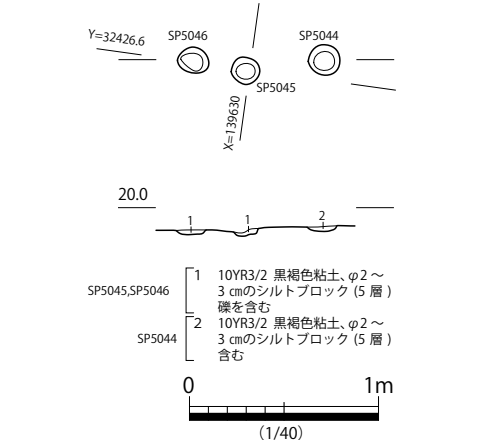 Y=32426.6
SP5046
SP5044
SP5045
X=139630
20.0
1
1
2
SP5045,SP5046
1 10YR3/2 黒褐色粘土、φ2～
3 ㎝のシルトブロック (5 層 )
礫を含む
SP5044
2 10YR3/2 黒褐色粘土、φ2～
3 ㎝のシルトブロック (5 層 )
含む
0 1m
(1/40)